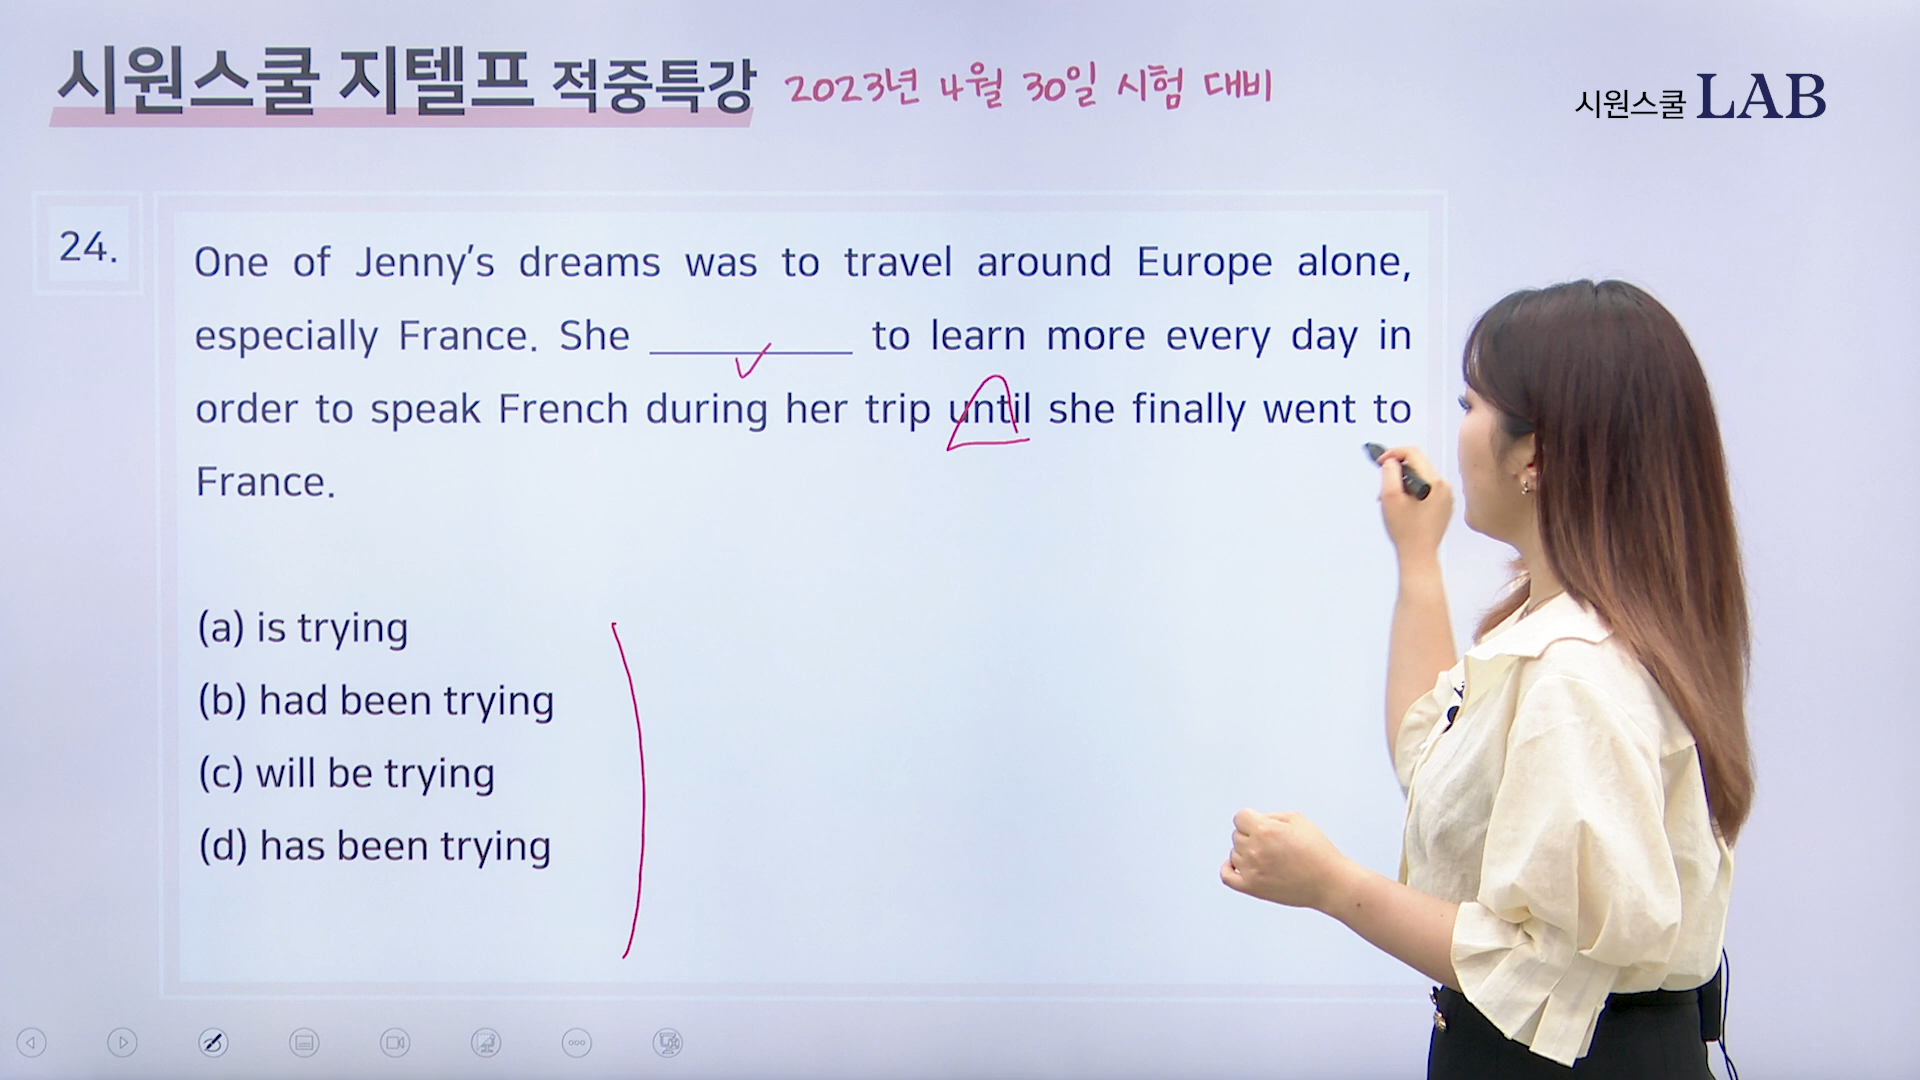 시원스쿨 지텔프 적중특강 2023년 4월 30일 시험 대비
시원스쿨 LAB
24.
One of Jenny's dreams was to travel around Europe alone,
especially France. She ________ to learn more every day in
order to speak French during her trip until she finally went to
France.
(a) is trying
(b) had been trying
(c) will be trying
(d) has been trying